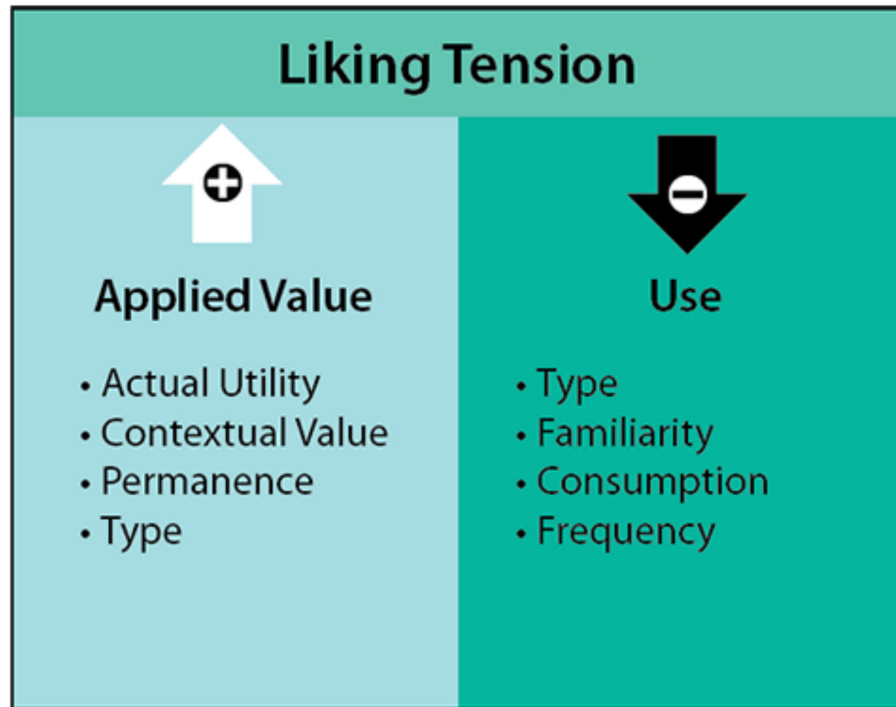 Liking Tension
Applied Value
• Actual Utility
• Contextual Value
• Permanence
• Type
Use
• Type
• Familiarity
• Consumption
• Frequency